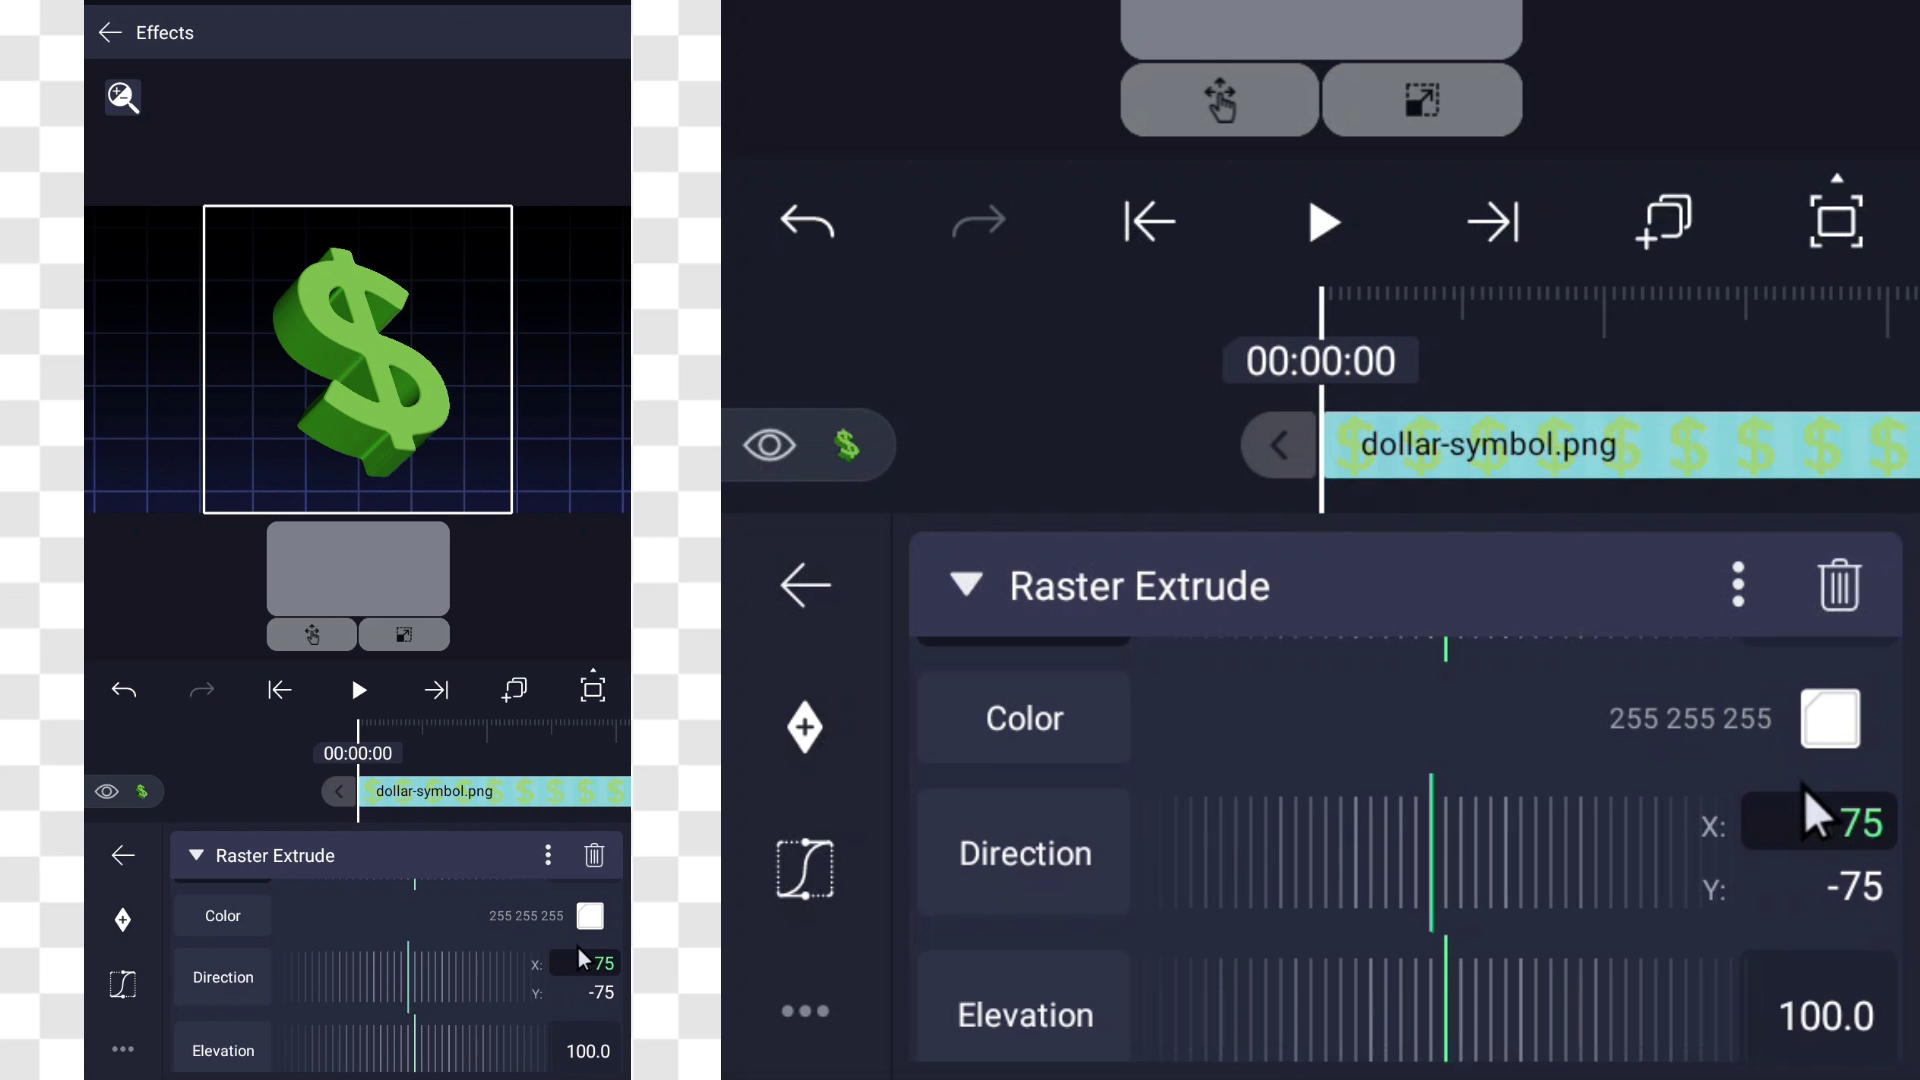 Effects
00:00:00
dollar-symbol.png
Raster Extrude
Color 255 255 255
Direction X: 75
Y: -75
Elevation 100.0
00:00:00
dollar-symbol.png
Raster Extrude
Color 255 255 255
Direction X: 75
Y: -75
Elevation 100.0